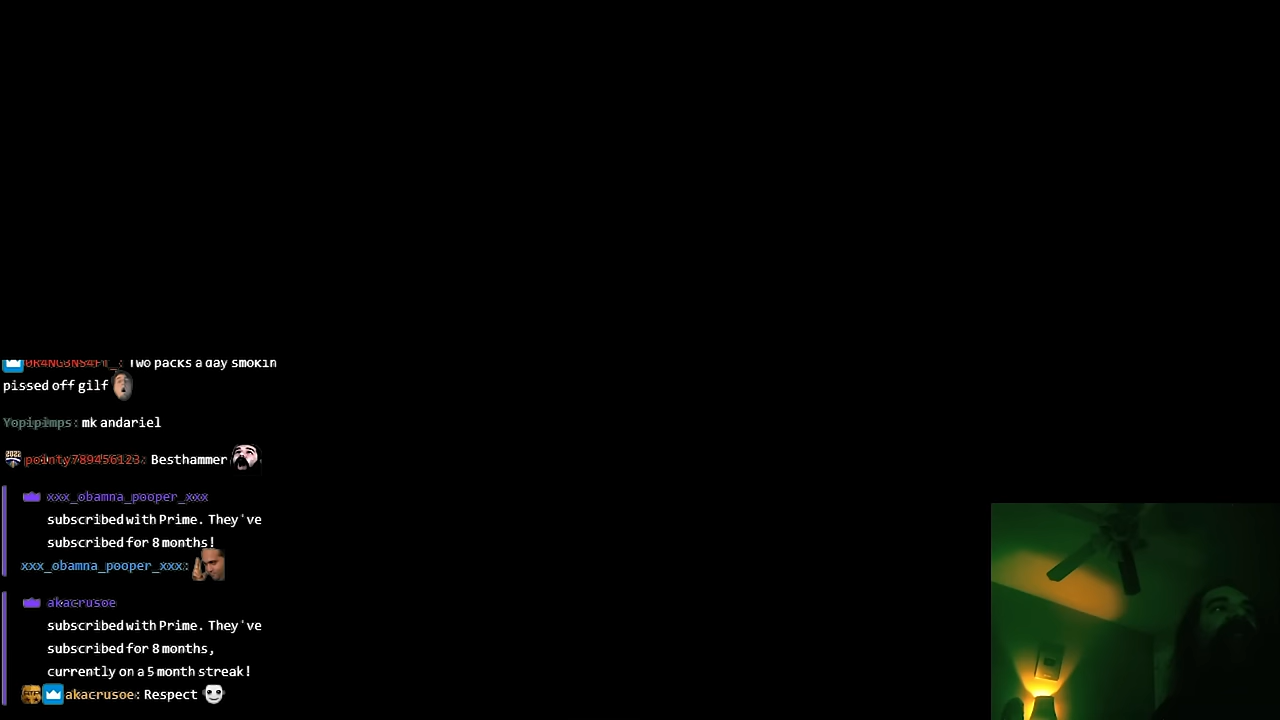 0R4NG3NS4FT_: Two packs a day smokin
pissed off gilf
Yopipimps: mk andariel
pointy789456123: Besthammer
xxx_obamna_pooper_xxx
subscribed with Prime. They've
subscribed for 8 months!
xxx_obamna_pooper_xxx:
akacrusoe
subscribed with Prime. They've
subscribed for 8 months,
currently on a 5 month streak!
akacrusoe: Respect